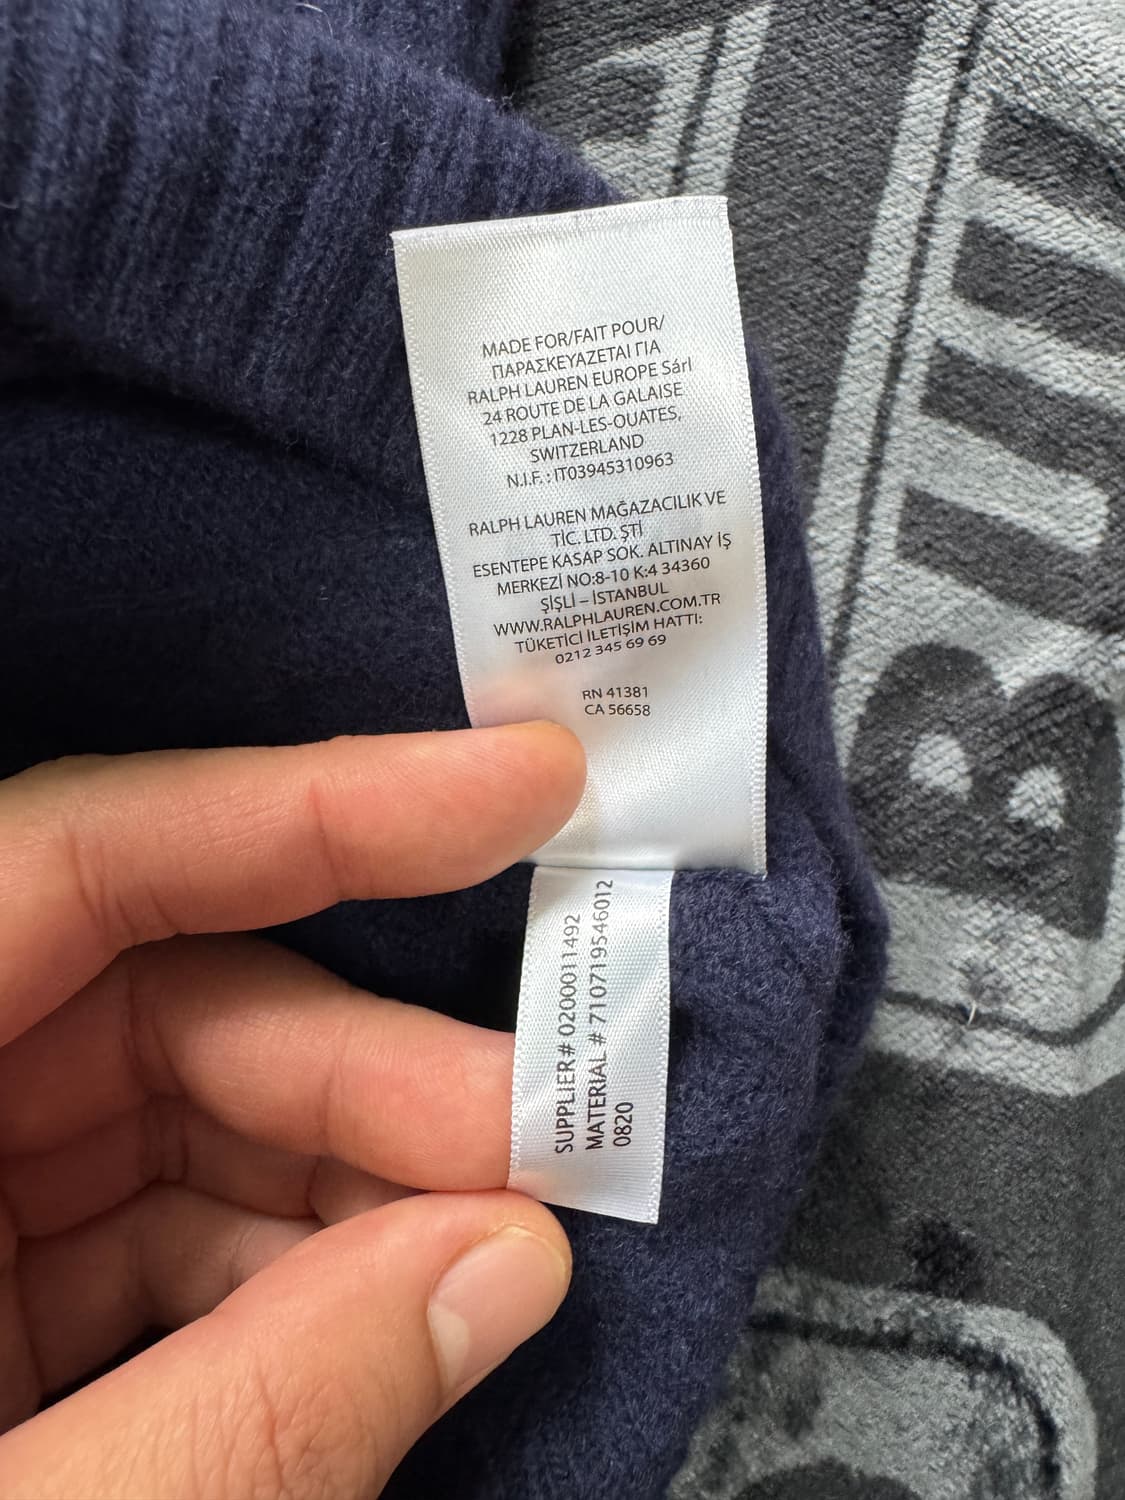 MADE FOR/FAIT POUR/
ΠΑΡΑΣΚΕΥΑΖΕΤΑΙ ΓΙΑ
RALPH LAUREN EUROPE Sárl
24 ROUTE DE LA GALAISE
1228 PLAN-LES-OUATES,
SWITZERLAND
N.I.F. : IT03945310963
RALPH LAUREN MAĞAZACILIK VE
TİC. LTD. ŞTİ
ESENTEPE KASAP SOK. ALTINAY İŞ
MERKEZİ NO:8-10 K:4 34360
ŞİŞLİ – İSTANBUL
WWW.RALPHLAUREN.COM.TR
TÜKETİCİ İLETİŞİM HATTI:
0212 345 69 69
RN 41381
CA 56658
SUPPLIER# 0200011492
MATERIAL # 710719546012
0820